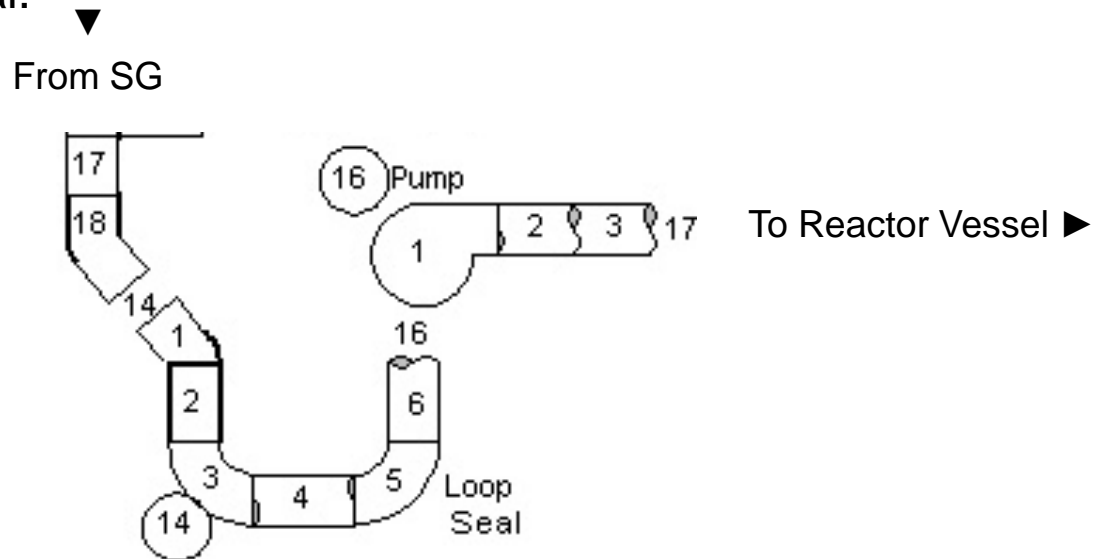 ▼
From SG
17
16 Pump
18
1 2 3 17 To Reactor Vessel ►
14
1
16
2 6
3 4 5 Loop
14 Seal